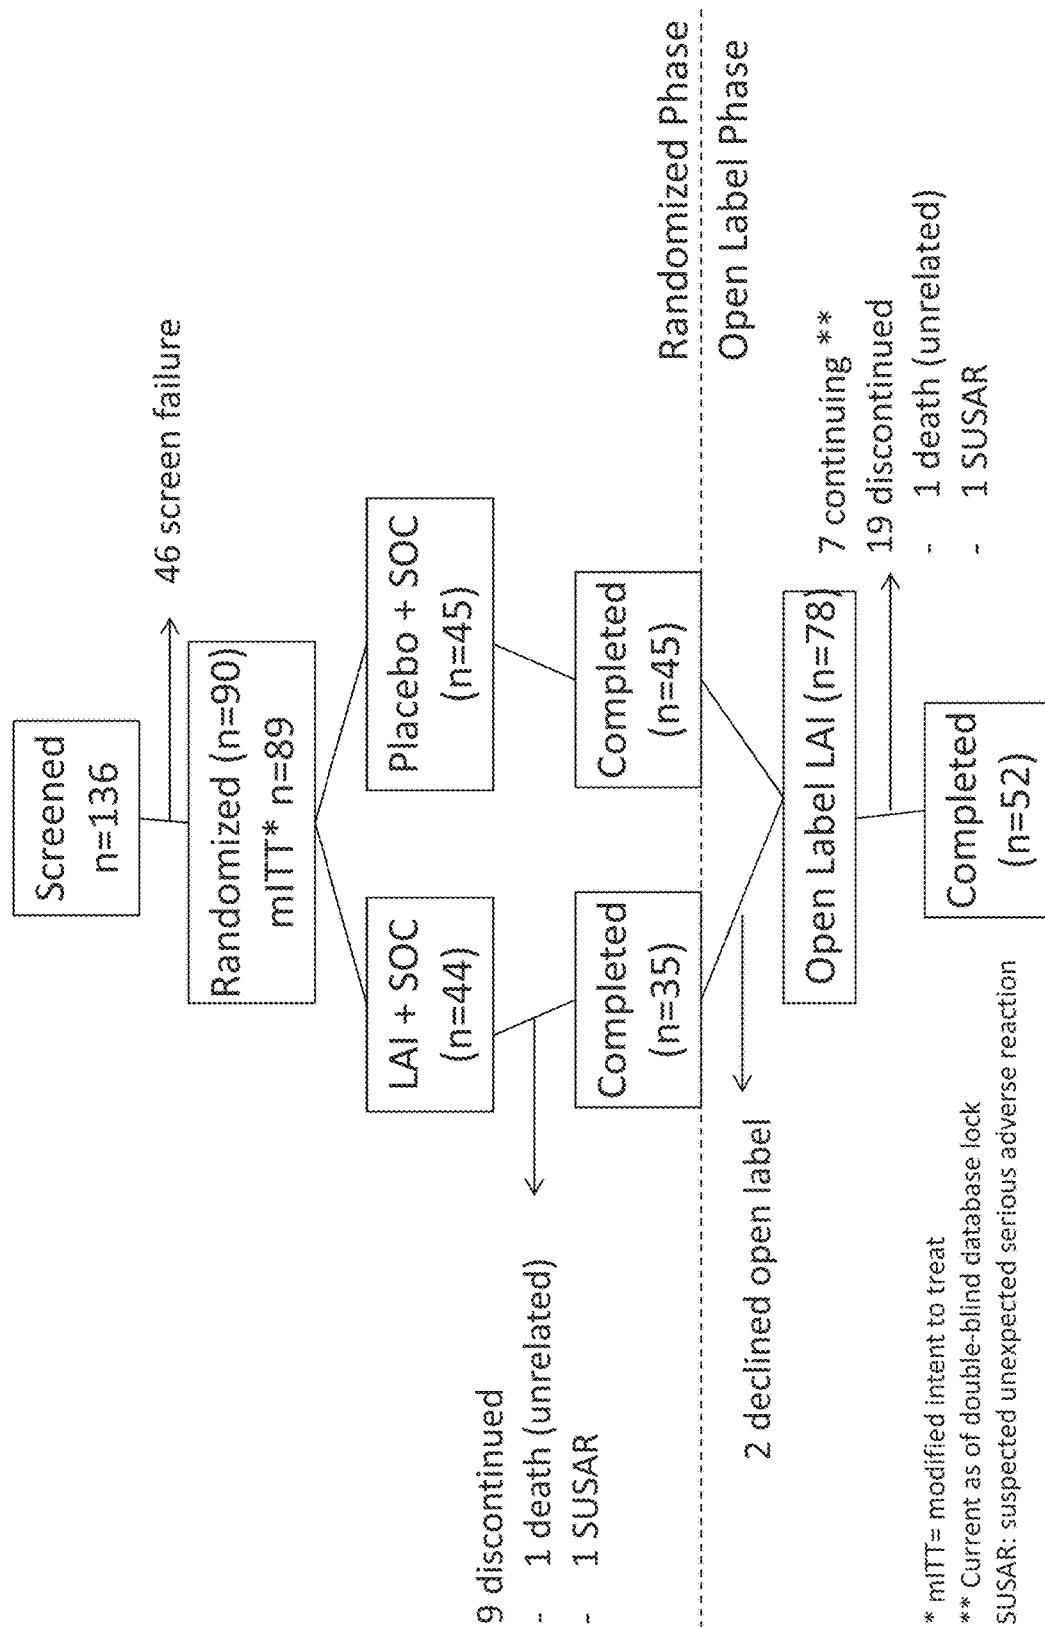 Screened
n=136
46 screen failure
Randomized (n=90)
mITT* n=89
LAI + SOC
(n=44)
Placebo + SOC
(n=45)
9 discontinued
- 1 death (unrelated)
- 1 SUSAR
Completed
(n=35)
Completed
(n=45)
Randomized Phase
Open Label Phase
2 declined open label
Open Label LAI (n=78)
7 continuing **
19 discontinued
- 1 death (unrelated)
- 1 SUSAR
Completed
(n=52)
* mITT= modified intent to treat
** Current as of double-blind database lock
SUSAR: suspected unexpected serious adverse reaction